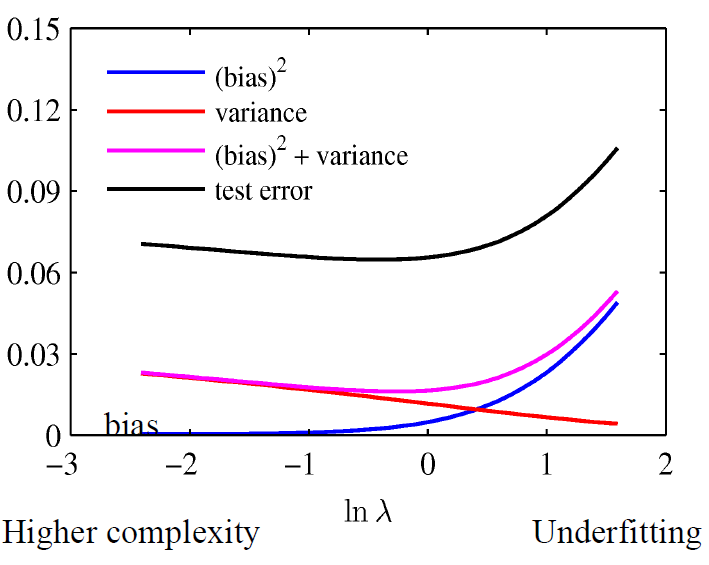 0.15
(bias)2
0.12
variance
(bias)2 + variance
0.09
test error
0.06
0.03
bias
0
−3 −2 −1 0 1 2
ln λ
Higher complexity Underfitting